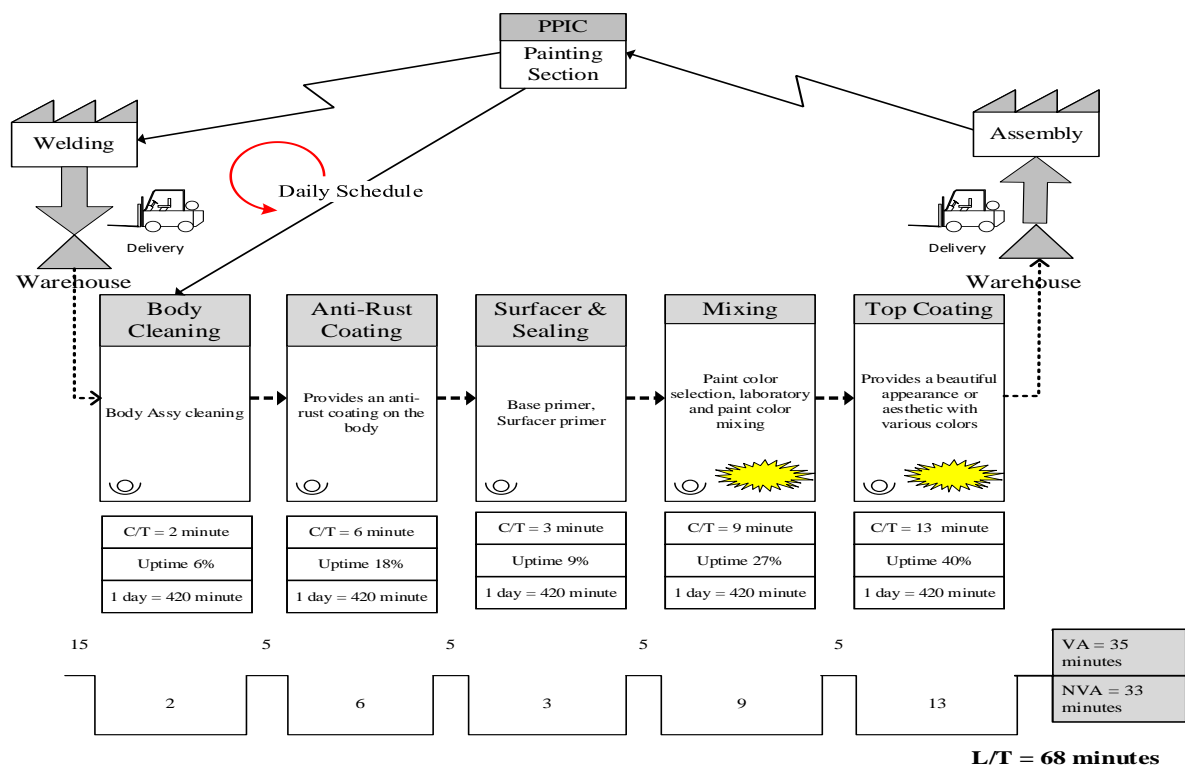 PPIC
Painting
Section
Welding
Assembly
Daily Schedule
Delivery
Delivery
Warehouse
Warehouse
Body
Cleaning
Anti-Rust
Coating
Surfacer &
Sealing
Mixing
Top Coating
Body Assy cleaning
Provides an anti-
rust coating on the
body
Base primer,
Surfacer primer
Paint color
selection, laboratory
and paint color
mixing
Provides a beautiful
appearance or
aesthetic with
various colors
C/T = 2 minute
Uptime 6%
1 day = 420 minute
C/T = 6 minute
Uptime 18%
1 day = 420 minute
C/T = 3 minute
Uptime 9%
1 day = 420 minute
C/T = 9 minute
Uptime 27%
1 day = 420 minute
C/T = 13 minute
Uptime 40%
1 day = 420 minute
15
5
5
5
5
2
6
3
9
13
VA = 35
minutes
NVA = 33
minutes
L/T = 68 minutes